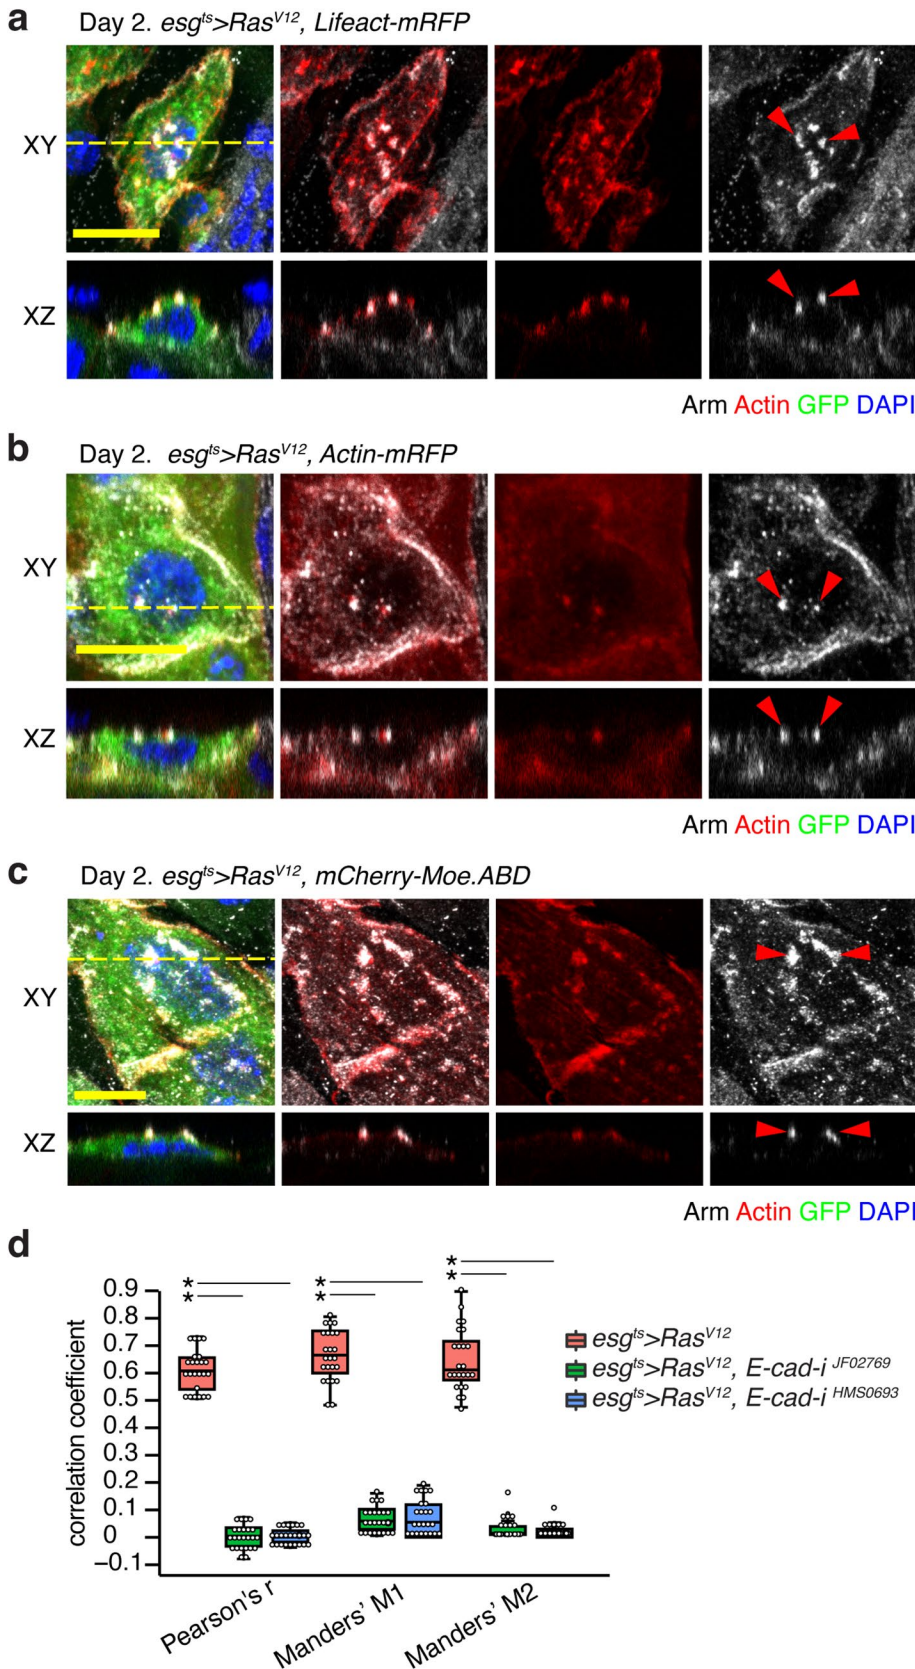 a Day 2. esgts>RasV12, Lifeact-mRFP
XY
XZ
Arm Actin GFP DAPI
b Day 2. esgts>RasV12, Actin-mRFP
XY
XZ
Arm Actin GFP DAPI
c Day 2. esgts>RasV12, mCherry-Moe.ABD
XY
XZ
Arm Actin GFP DAPI
d
* * *
* * *
correlation coefficient
0.9
0.8
0.7
0.6
0.5
0.4
0.3
0.2
0.1
0
−0.1
esgts>RasV12
esgts>RasV12, E-cad-i JF02769
esgts>RasV12, E-cad-i HMS0693
Pearson's r
Manders' M1
Manders' M2